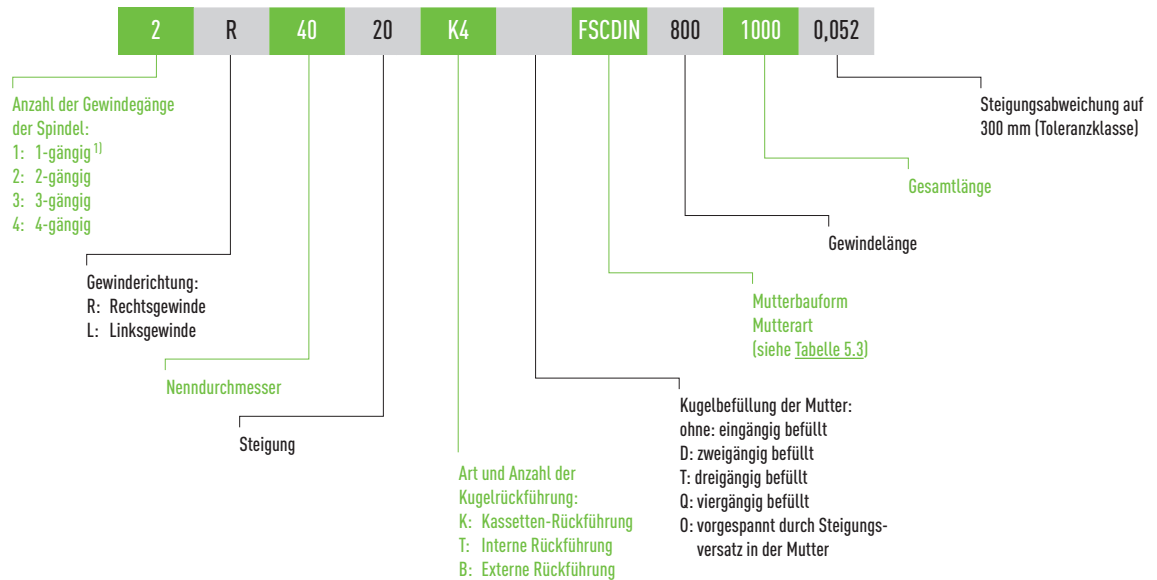 2 R 40 20 K4 FSCDIN 800 1000 0,052
Anzahl der Gewindegänge
der Spindel:
1: 1-gängig 1)
2: 2-gängig
3: 3-gängig
4: 4-gängig
Gewinderichtung:
R: Rechtsgewinde
L: Linksgewinde
Nenndurchmesser
Steigung
Art und Anzahl der
Kugelrückführung:
K: Kassetten-Rückführung
T: Interne Rückführung
B: Externe Rückführung
Kugelbefüllung der Mutter:
ohne: eingängig befüllt
D: zweigängig befüllt
T: dreigängig befüllt
Q: viergängig befüllt
O: vorgespannt durch Steigungs-
versatz in der Mutter
Mutterbauform
Mutterart
(siehe Tabelle 5.3)
Gewindelänge
Gesamtlänge
Steigungsabweichung auf
300 mm (Toleranzklasse)